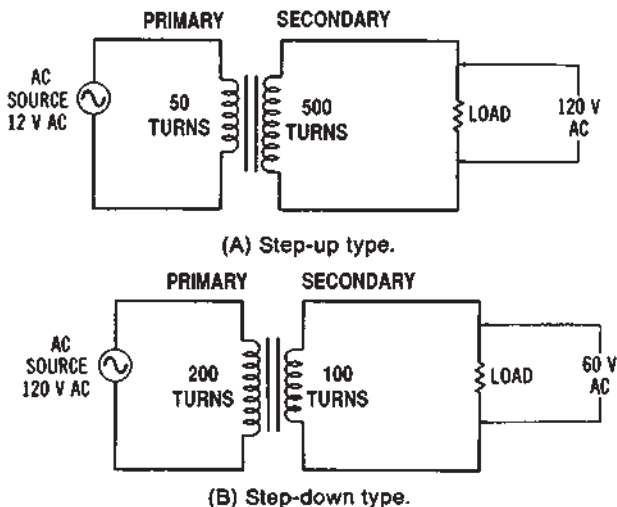 PRIMARY SECONDARY
AC
SOURCE
12 V AC
50
TURNS
500
TURNS
LOAD
120 V
AC
(A) Step-up type.
PRIMARY SECONDARY
AC
SOURCE
120 V AC
200
TURNS
100
TURNS
LOAD
60 V
AC
(B) Step-down type.